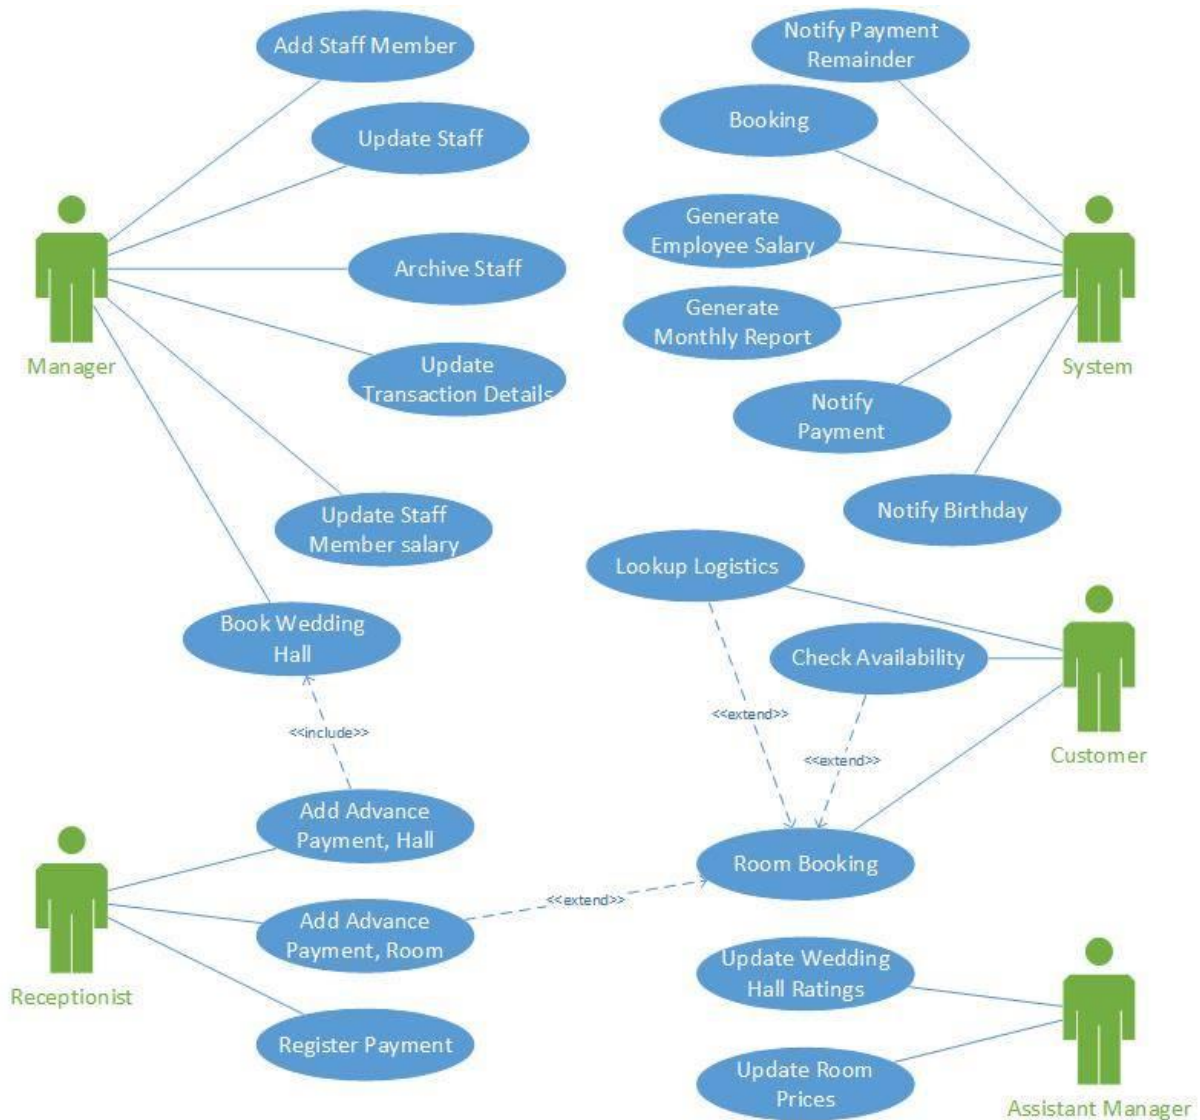 Add Staff Member
Notify Payment
Remainder
Update Staff
Booking
Manager
Archive Staff
Generate
Employee Salary
Generate
Monthly Report
System
Update
Transaction Details
Notify
Payment
Update Staff
Member salary
Notify Birthday
Lookup Logistics
Book Wedding
Hall
Check Availability
<<include>>
<<extend>>
<<extend>>
Customer
Add Advance
Payment, Hall
Room Booking
<<extend>>
Add Advance
Payment, Room
Receptionist
Update Wedding
Hall Ratings
Register Payment
Update Room
Prices
Assistant Manager